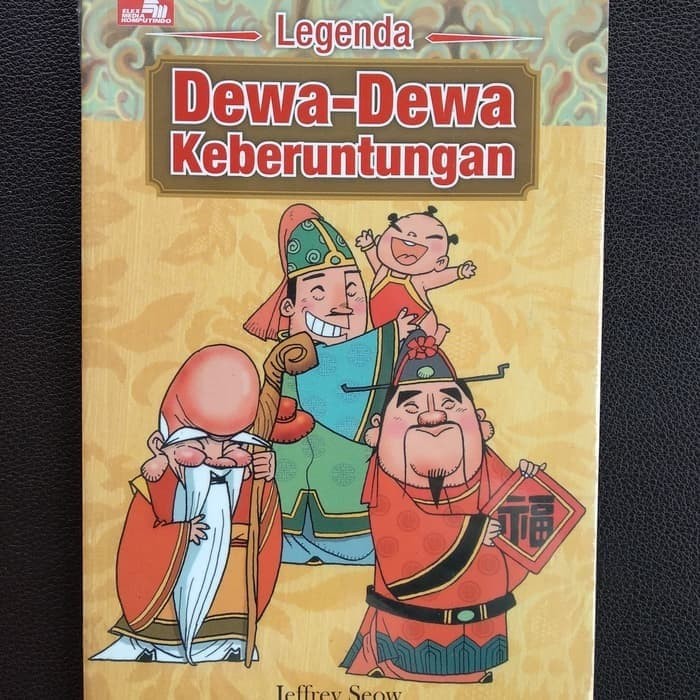 ELEX
MEDIA
KOMPUTINDO
Legenda
Dewa-Dewa
Keberuntungan
福
Jeffrey Seow